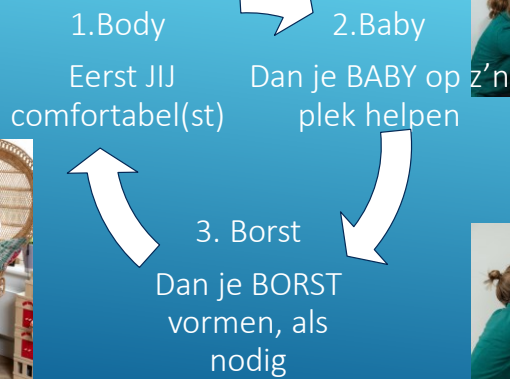 1.Body
Eerst JIJ
comfortabel(st)
2.Baby
Dan je BABY op z’n
plek helpen
3. Borst
Dan je BORST
vormen, als
nodig